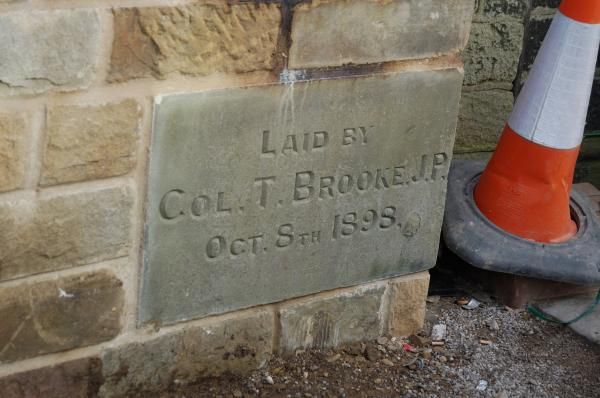 LAID BY
COL. T. BROOKE. J.P.
OCT. 8TH 1898.